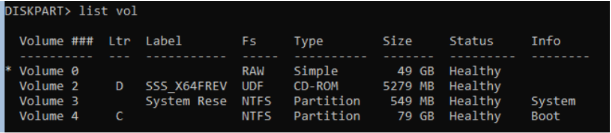 DISKPART> list vol
Volume ### Ltr Label Fs Type Size Status Info
---------- --- ----------- ----- ---------- ------- --------- --------
* Volume 0 RAW Simple 49 GB Healthy
Volume 2 D SSS_X64FREV UDF CD-ROM 5279 MB Healthy
Volume 3 System Rese NTFS Partition 549 MB Healthy System
Volume 4 C NTFS Partition 79 GB Healthy Boot